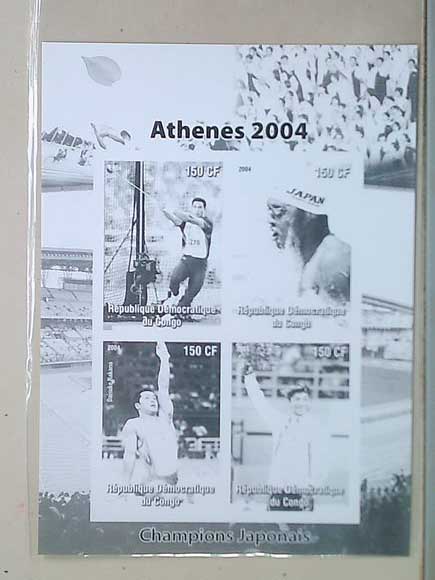 Athenes 2004
150 CF
République Démocratique
du Congo
2004
150 CF
JAPAN
République Démocratique
du Congo
2004
150 CF
République Démocratique
du Congo
150 CF
République Démocratique
du Congo
Champions Japonais